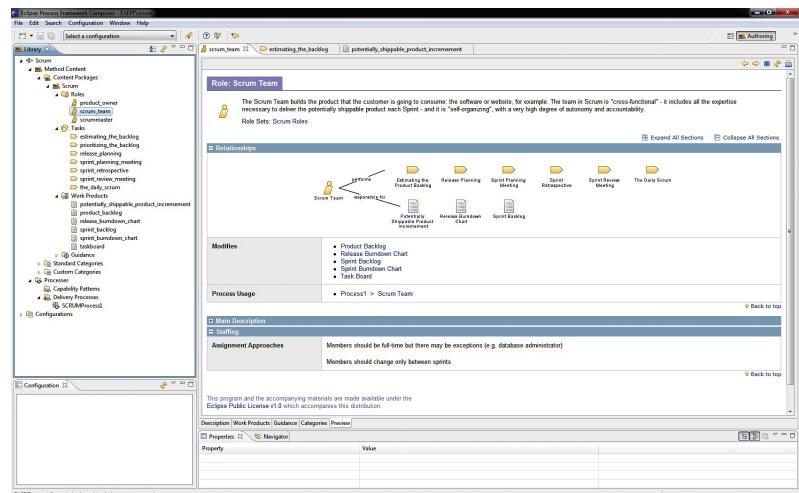 Eclipse Process Framework Composer - E:\EPF\scrum
File Edit Search Configuration Window Help
Select a configuration
Authoring
Library
Scrum
Method Content
Content Packages
Scrum
Roles
product_owner
scrum_team
scrummaster
Tasks
estimating_the_backlog
prioritizing_the_backlog
release_planning
sprint_planning_meeting
sprint_retrospective
sprint_review_meeting
the_daily_scrum
Work Products
potentially_shippable_product_incremement
product_backlog
release_burndown_chart
sprint_backlog
sprint_burndown_chart
taskboard
Guidance
Standard Categories
Custom Categories
Processes
Capability Patterns
Delivery Processes
SCRUMProcess1
Configurations
Configuration
scrum_team estimating_the_backlog potentially_shippable_product_incremement
Role: Scrum Team
The Scrum Team builds the product that the customer is going to consume: the software or website, for example. The team in Scrum is "cross-functional" - it includes all the expertise
necessary to deliver the potentially shippable product each Sprint - and it is "self-organizing", with a very high degree of autonomy and accountability.
Role Sets: Scrum Roles
Expand All Sections Collapse All Sections
Relationships
Scrum Team
performs
responsible for
Estimating the
Product Backlog
Release Planning
Sprint Planning
Meeting
Sprint
Retrospective
Sprint Review
Meeting
The Daily Scrum
Potentially
Shippable Product
Incremement
Release Burndown
Chart
Sprint Backlog
Modifies
Product Backlog
Release Burndown Chart
Sprint Backlog
Sprint Burndown Chart
Task Board
Process Usage
Process1 > Scrum Team
Back to top
Main Description
Staffing
Assignment Approaches
Members should be full-time but there may be exceptions (e.g. database administrator)
Members should change only between sprints
Back to top
This program and the accompanying materials are made available under the
Eclipse Public License v1.0 which accompanies this distribution.
Description Work Products Guidance Categories Preview
Properties Navigator
Property Value